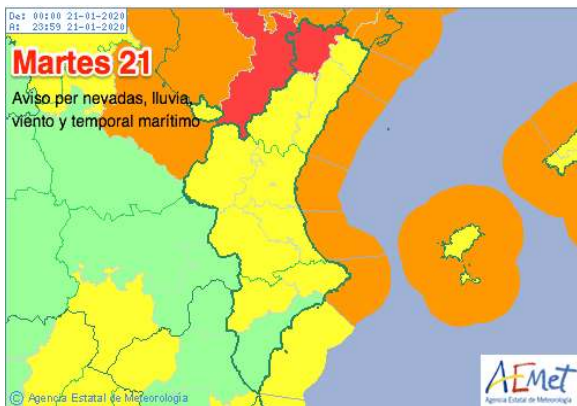 De: 00:00 21-01-2020
A: 23:59 21-01-2020
Martes 21
Aviso per nevadas, lluvia,
viento y temporal marítimo
© Agencia Estatal de Meteorología
AEMet
Agencia Estatal de Meteorología